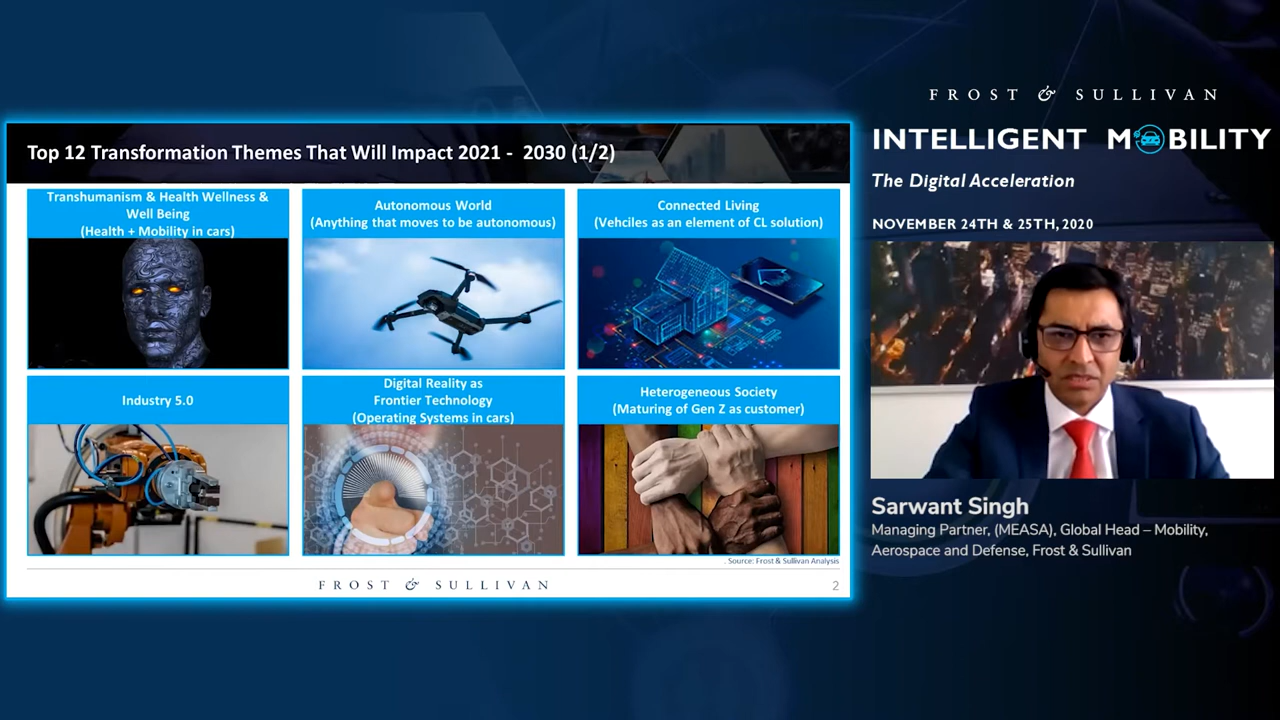 FROST & SULLIVAN
INTELLIGENT MOBILITY
The Digital Acceleration
NOVEMBER 24TH & 25TH, 2020
Top 12 Transformation Themes That Will Impact 2021 - 2030 (1/2)
Transhumanism & Health Wellness &
Well Being
(Health + Mobility in cars)
Autonomous World
(Anything that moves to be autonomous)
Connected Living
(Vehciles as an element of CL solution)
Industry 5.0
Digital Reality as
Frontier Technology
(Operating Systems in cars)
Heterogeneous Society
(Maturing of Gen Z as customer)
. Source: Frost & Sullivan Analysis
FROST & SULLIVAN
2
Sarwant Singh
Managing Partner, (MEASA), Global Head – Mobility,
Aerospace and Defense, Frost & Sullivan